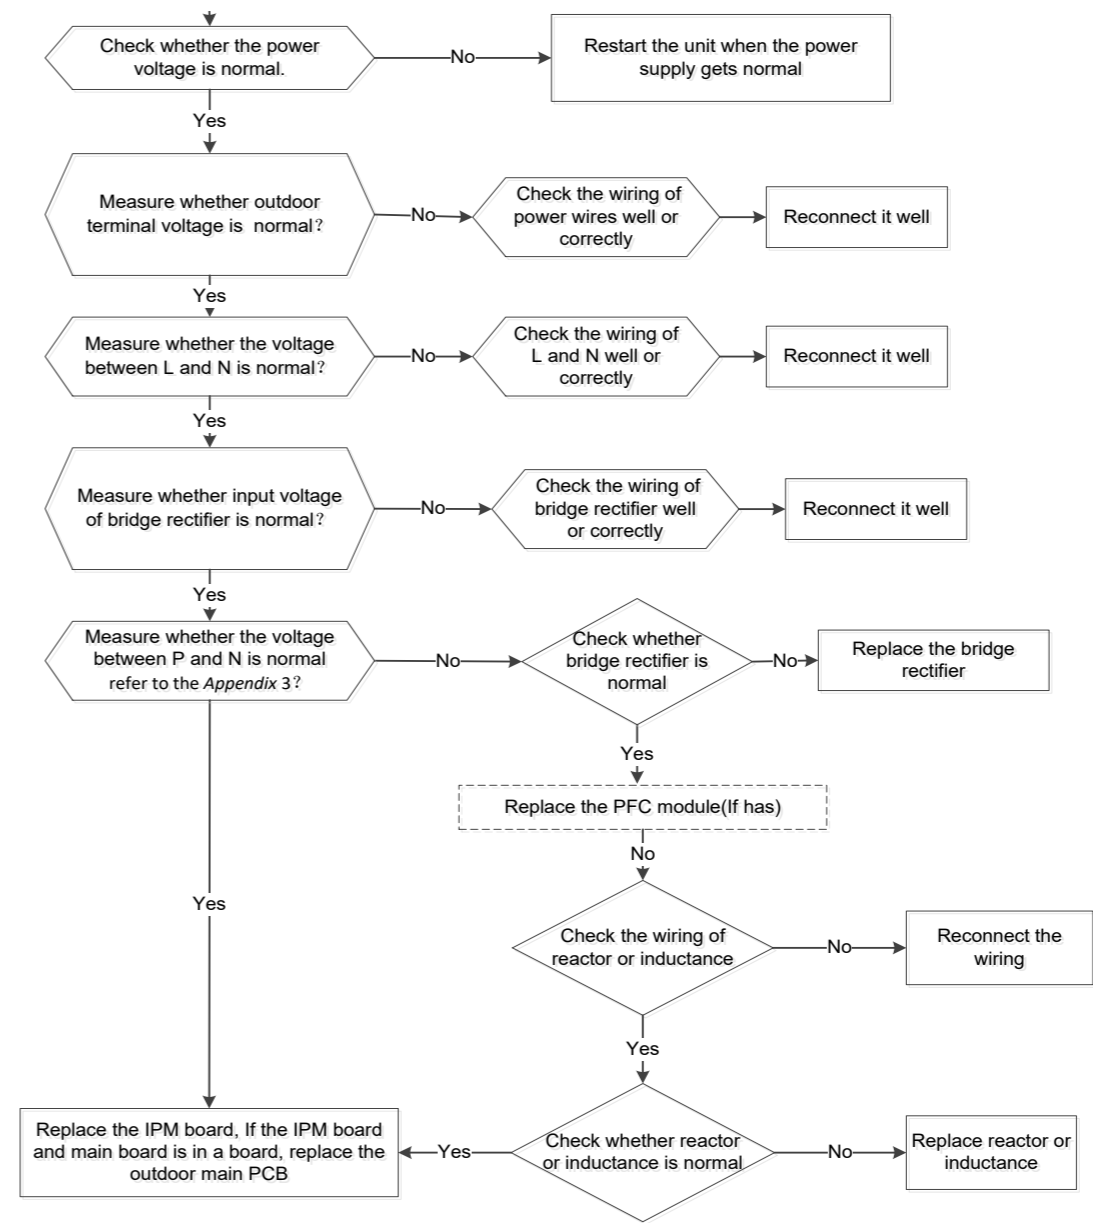 Check whether the power
voltage is normal.
No
Restart the unit when the power
supply gets normal
Yes
Measure whether outdoor
terminal voltage is normal?
No
Check the wiring of
power wires well or
correctly
Reconnect it well
Yes
Measure whether the voltage
between L and N is normal?
No
Check the wiring of
L and N well or
correctly
Reconnect it well
Yes
Measure whether input voltage
of bridge rectifier is normal?
No
Check the wiring of
bridge rectifier well
or correctly
Reconnect it well
Yes
Measure whether the voltage
between P and N is normal
refer to the Appendix 3?
No
Check whether
bridge rectifier is
normal
No
Replace the bridge
rectifier
Yes
Replace the PFC module(If has)
No
Yes
Check the wiring of
reactor or inductance
No
Reconnect the
wiring
Yes
Replace the IPM board, If the IPM board
and main board is in a board, replace the
outdoor main PCB
Yes
Check whether reactor
or inductance is normal
No
Replace reactor or
inductance